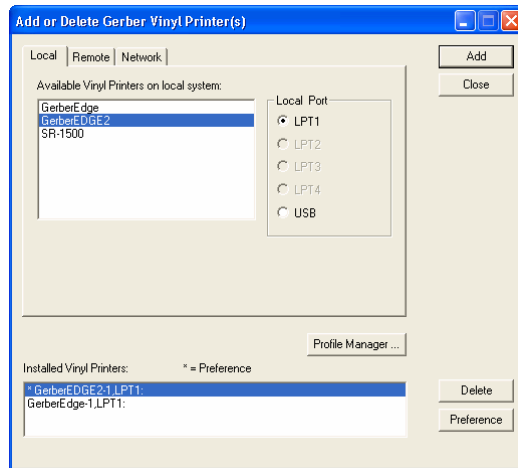 Add or Delete Gerber Vinyl Printer(s)
Local Remote Network
Add
Close
Available Vinyl Printers on local system:
GerberEdge
GerberEDGE2
SR-1500
Local Port
LPT1
LPT2
LPT3
LPT4
USB
Profile Manager ...
Installed Vinyl Printers: * = Preference
* GerberEDGE2-1,LPT1:
GerberEdge-1,LPT1:
Delete
Preference